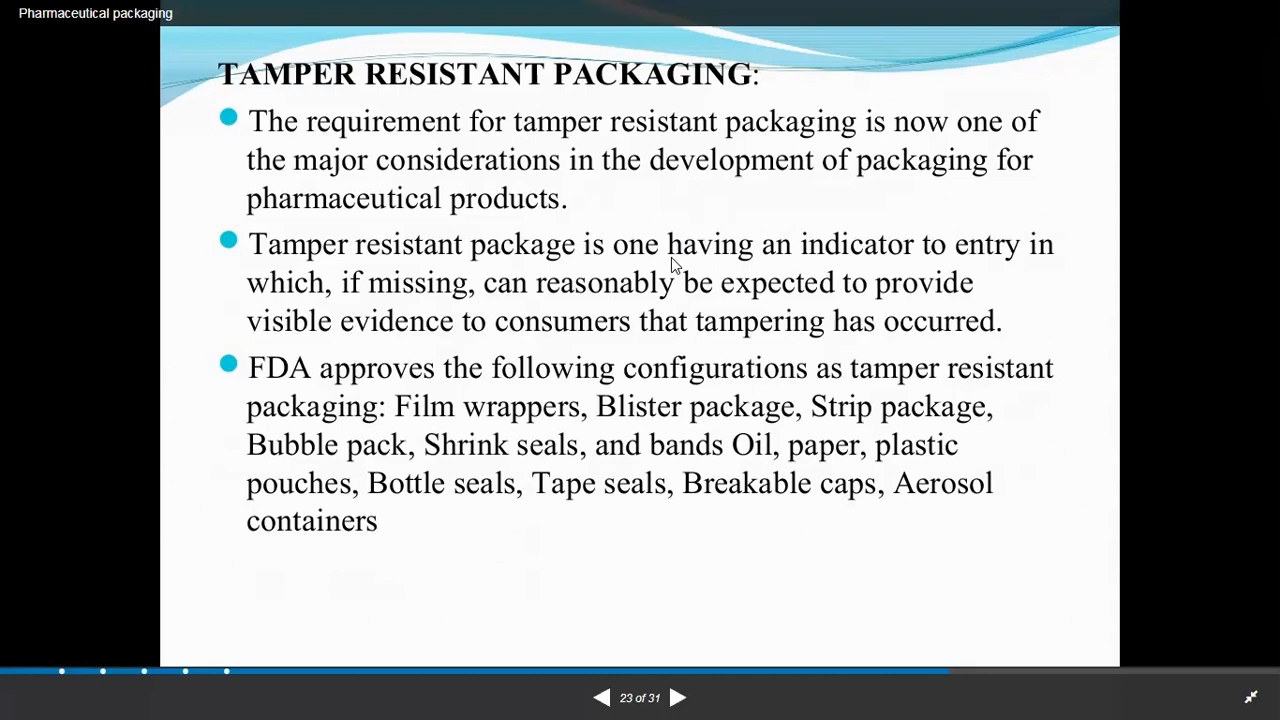 Pharmaceutical packaging
TAMPER RESISTANT PACKAGING:
The requirement for tamper resistant packaging is now one of
the major considerations in the development of packaging for
pharmaceutical products.
Tamper resistant package is one having an indicator to entry in
which, if missing, can reasonably be expected to provide
visible evidence to consumers that tampering has occurred.
FDA approves the following configurations as tamper resistant
packaging: Film wrappers, Blister package, Strip package,
Bubble pack, Shrink seals, and bands Oil, paper, plastic
pouches, Bottle seals, Tape seals, Breakable caps, Aerosol
containers
23 of 31